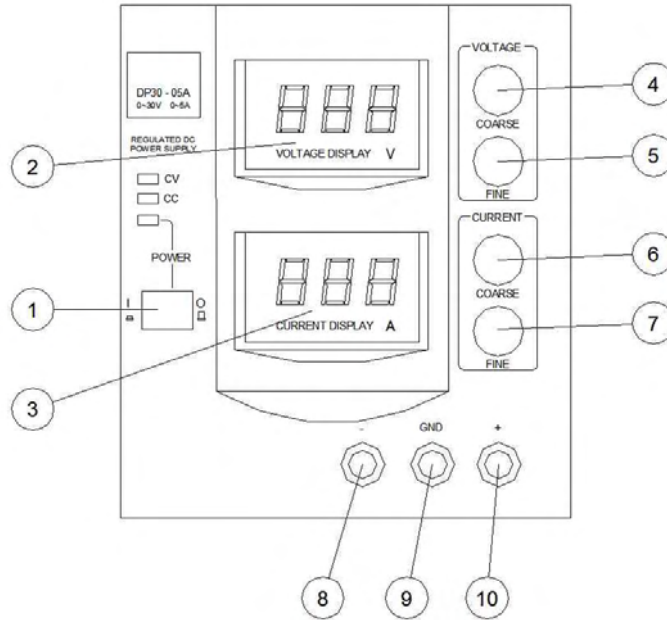 DP30 - 05A
0~30V 0~5A
REGULATED DC
POWER SUPPLY
CV
CC
POWER
I O
VOLTAGE DISPLAY V
CURRENT DISPLAY A
VOLTAGE
COARSE
FINE
CURRENT
COARSE
FINE
- GND +
1
2
3
4
5
6
7
8
9
10